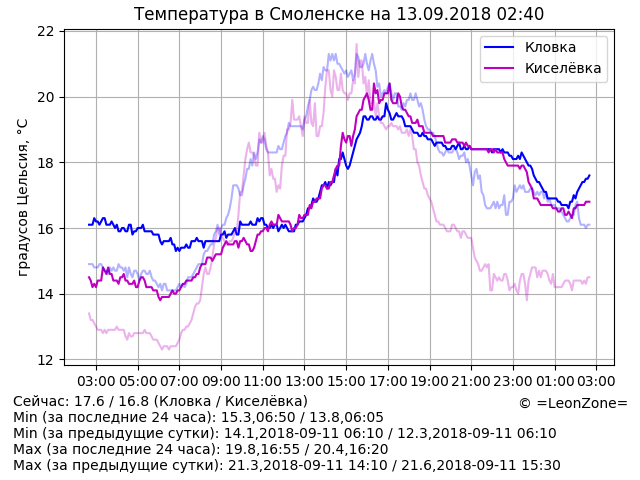 Температура в Смоленске на 13.09.2018 02:40
Кловка
Киселёвка
градусов Цельсия, °C
22
20
18
16
14
12
03:00 05:00 07:00 09:00 11:00 13:00 15:00 17:00 19:00 21:00 23:00 01:00 03:00
Сейчас: 17.6 / 16.8 (Кловка / Киселёвка)
© =LeonZone=
Min (за последние 24 часа): 15.3,06:50 / 13.8,06:05
Min (за предыдущие сутки): 14.1,2018-09-11 06:10 / 12.3,2018-09-11 06:10
Max (за последние 24 часа): 19.8,16:55 / 20.4,16:20
Max (за предыдущие сутки): 21.3,2018-09-11 14:10 / 21.6,2018-09-11 15:30